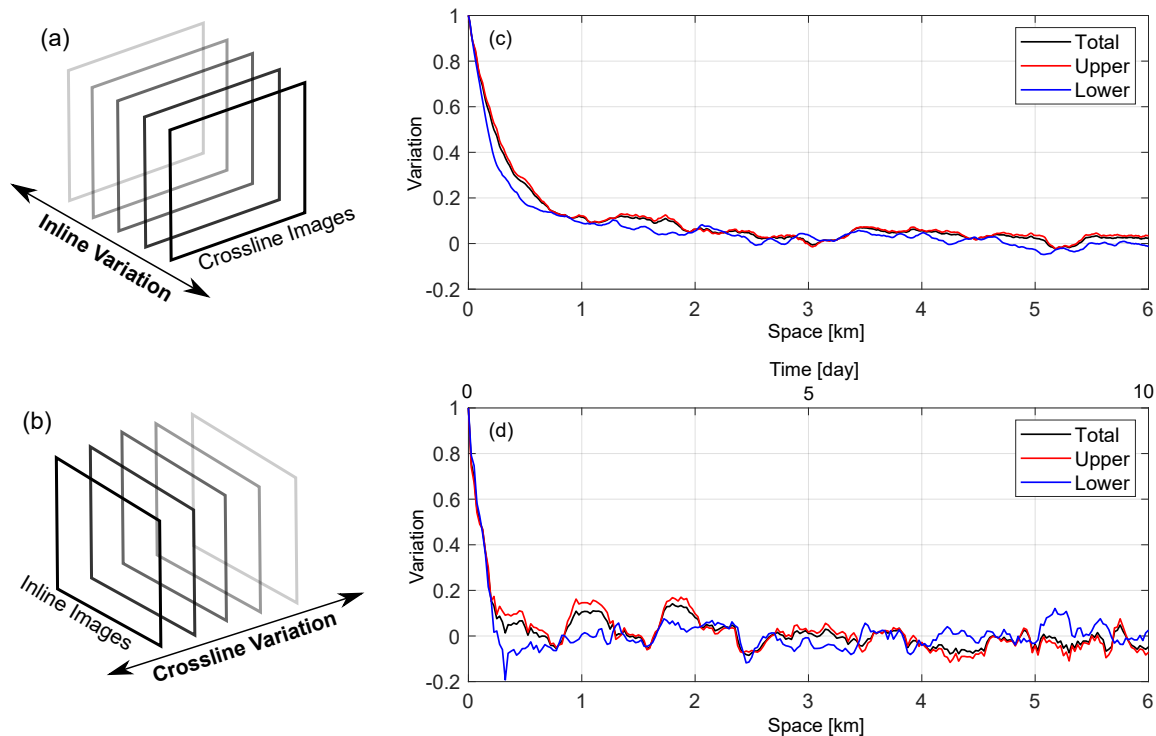 (a)
Inline Variation
Crossline Images
(c)
Total
Upper
Lower
Variation
1
0.8
0.6
0.4
0.2
0
-0.2
0 1 2 3 4 5 6
Space [km]
(b)
Inline Images
Crossline Variation
Time [day]
0 5 10
(d)
Total
Upper
Lower
Variation
1
0.8
0.6
0.4
0.2
0
-0.2
0 1 2 3 4 5 6
Space [km]